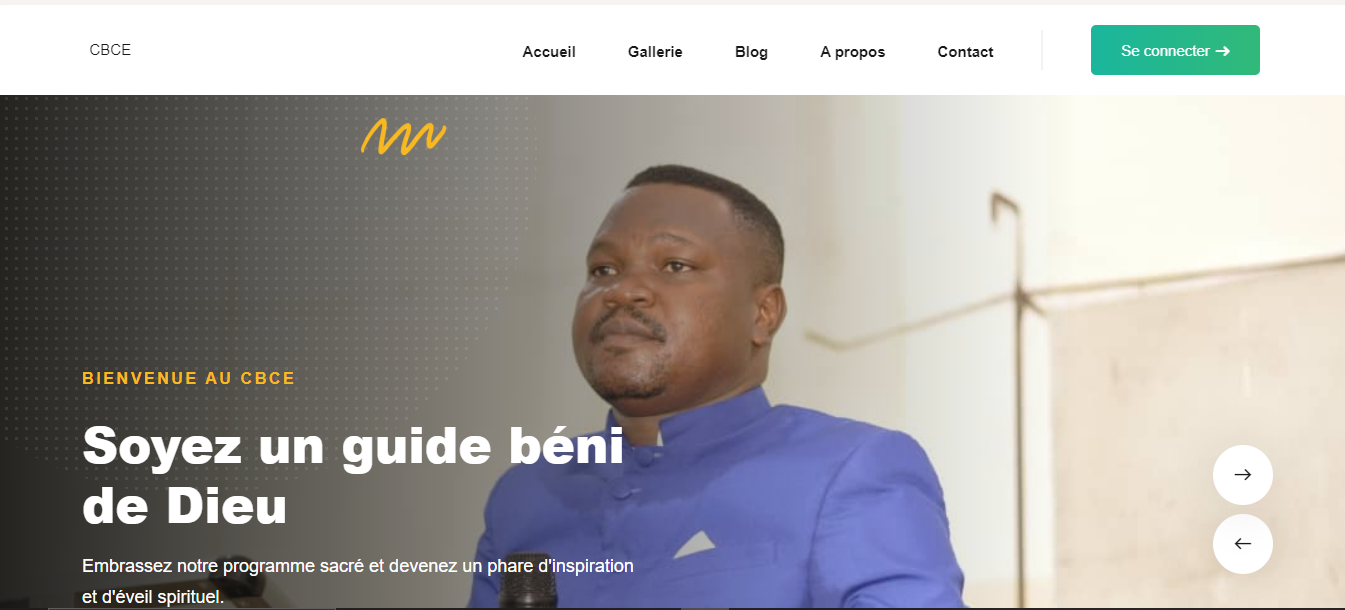 CBCE
Accueil
Gallerie
Blog
A propos
Contact
Se connecter →
BIENVENUE AU CBCE
Soyez un guide béni
de Dieu
Embrassez notre programme sacré et devenez un phare d'inspiration
et d'éveil spirituel.